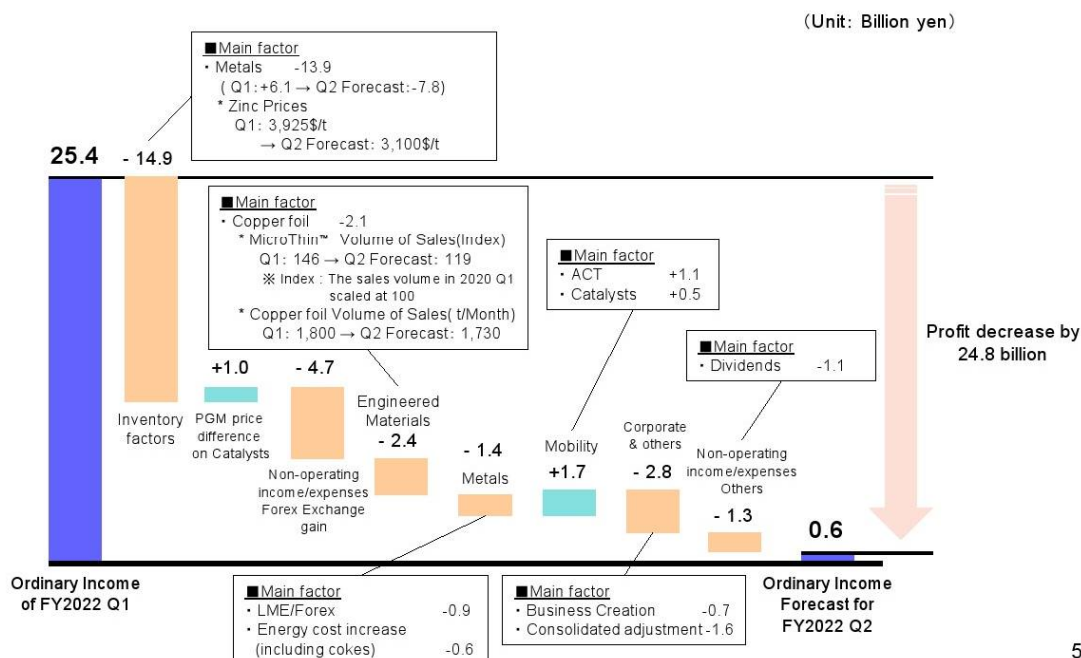 (Unit: Billion yen)
■Main factor
・Metals -13.9
( Q1:+6.1 → Q2 Forecast:-7.8)
* Zinc Prices
Q1: 3,925$/t
→ Q2 Forecast: 3,100$/t
25.4
- 14.9
■Main factor
・Copper foil -2.1
* MicroThin™ Volume of Sales(Index)
Q1: 146 → Q2 Forecast: 119
※ Index : The sales volume in 2020 Q1
scaled at 100
* Copper foil Volume of Sales( t/Month)
Q1: 1,800 → Q2 Forecast: 1,730
■Main factor
・ACT +1.1
・Catalysts +0.5
■Main factor
・Dividends -1.1
Profit decrease by
24.8 billion
Inventory
factors
+1.0
PGM price
difference
on Catalysts
- 4.7
Non-operating
income/expenses
Forex Exchange
gain
Engineered
Materials
- 2.4
- 1.4
Metals
Mobility
+1.7
Corporate
& others
- 2.8
Non-operating
income/expenses
Others
- 1.3
0.6
Ordinary Income
of FY2022 Q1
■Main factor
・LME/Forex -0.9
・Energy cost increase
(including cokes) -0.6
■Main factor
・Business Creation -0.7
・Consolidated adjustment -1.6
Ordinary Income
Forecast for
FY2022 Q2
5